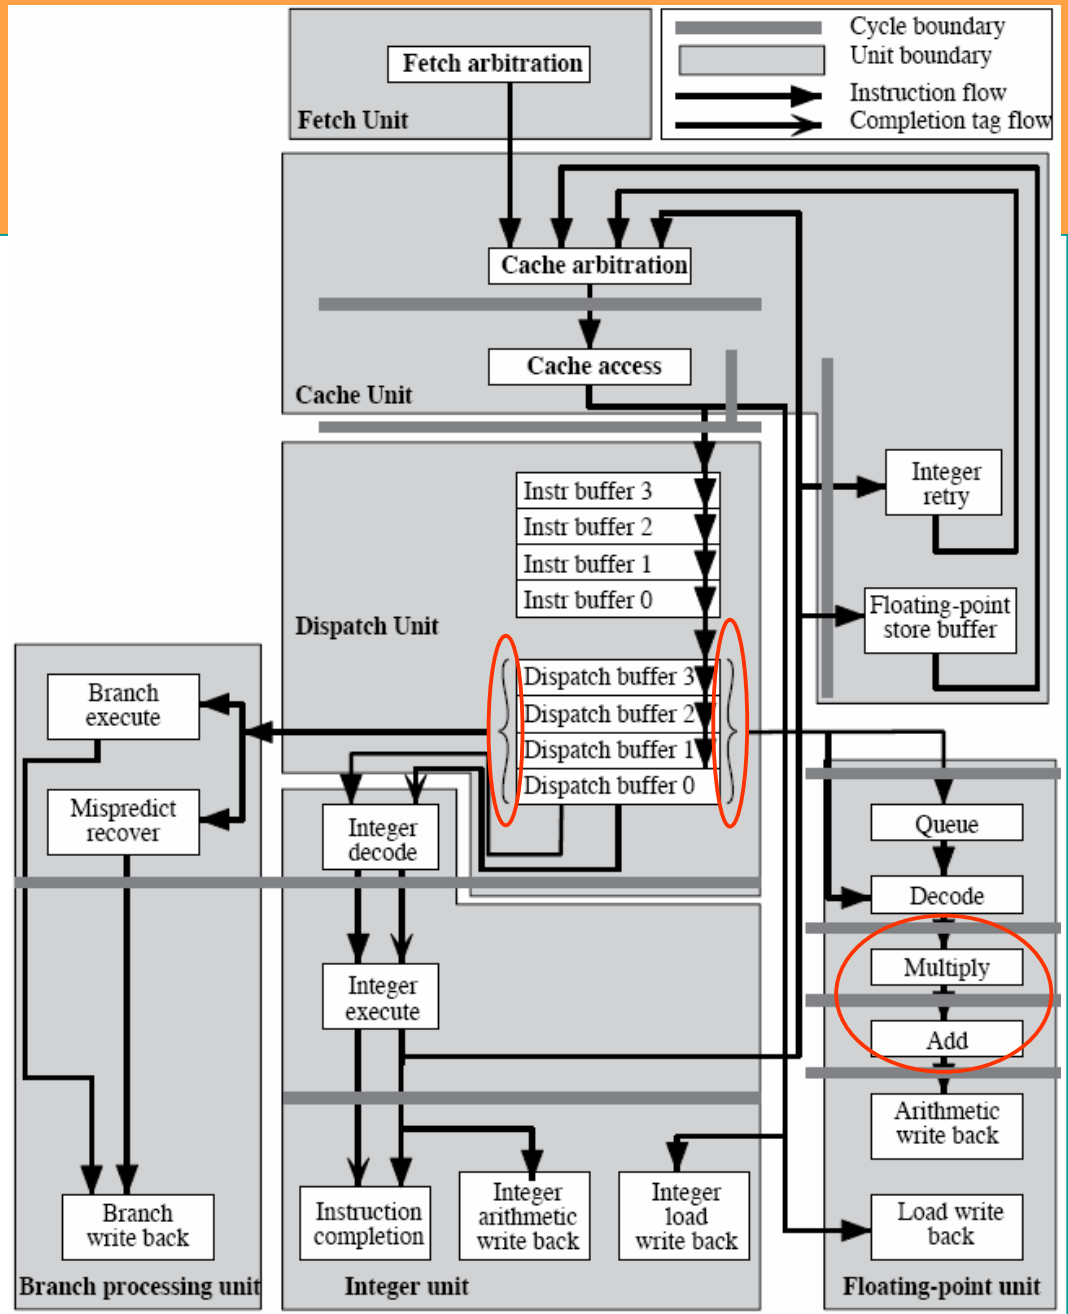 Fetch arbitration
Fetch Unit
Cycle boundary
Unit boundary
Instruction flow
Completion tag flow
Cache arbitration
Cache access
Cache Unit
Integer
retry
Floating-point
store buffer
Instr buffer 3
Instr buffer 2
Instr buffer 1
Instr buffer 0
Dispatch Unit
Dispatch buffer 3
Dispatch buffer 2
Dispatch buffer 1
Dispatch buffer 0
Branch
execute
Mispredict
recover
Branch
write back
Branch processing unit
Integer
decode
Integer
execute
Instruction
completion
Integer
arithmetic
write back
Integer
load
write back
Integer unit
Queue
Decode
Multiply
Add
Arithmetic
write back
Load write
back
Floating-point unit